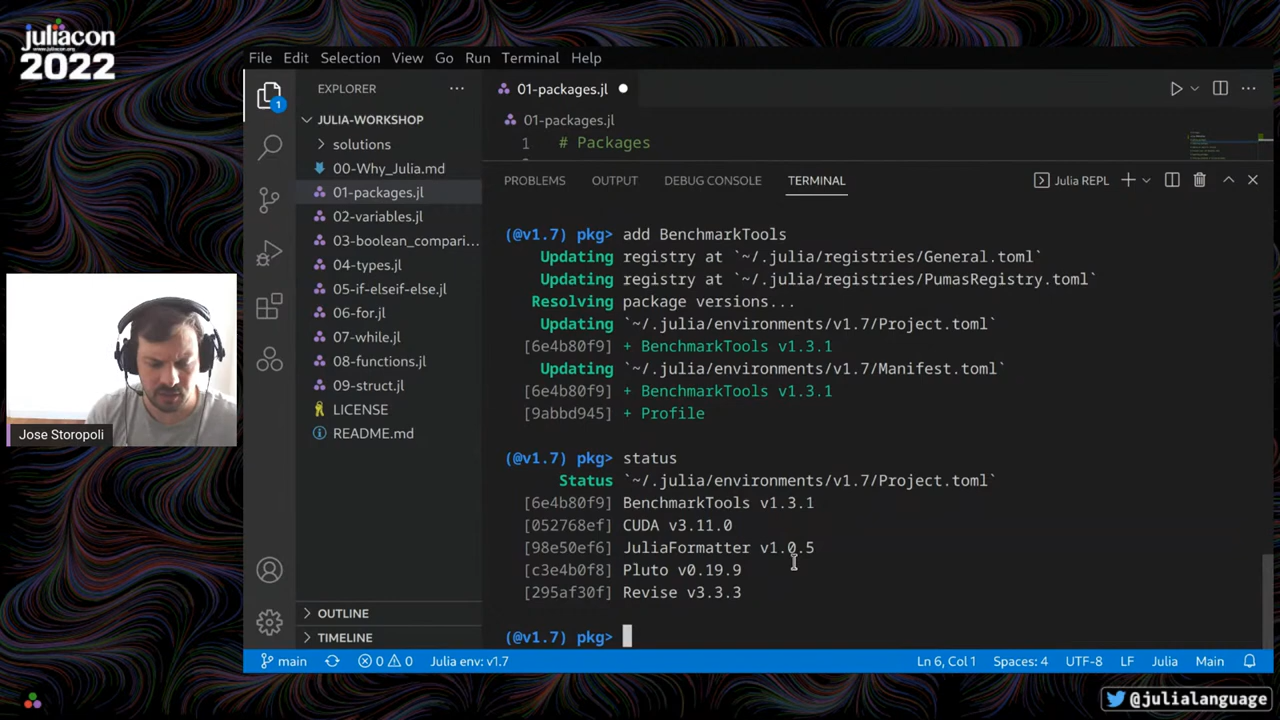 juliacon
www.juliacon.org
2022
File Edit Selection View Go Run Terminal Help
EXPLORER
01-packages.jl
JULIA-WORKSHOP
01-packages.jl
solutions
1 # Packages
00-Why_Julia.md
01-packages.jl
PROBLEMS OUTPUT DEBUG CONSOLE TERMINAL Julia REPL
02-variables.jl
03-boolean_compari...
04-types.jl
05-if-elseif-else.jl
06-for.jl
07-while.jl
08-functions.jl
09-struct.jl
LICENSE
README.md
1
(@v1.7) pkg> add BenchmarkTools
Updating registry at `~/.julia/registries/General.toml`
Updating registry at `~/.julia/registries/PumasRegistry.toml`
Resolving package versions...
Updating `~/.julia/environments/v1.7/Project.toml`
[6e4b80f9] + BenchmarkTools v1.3.1
Updating `~/.julia/environments/v1.7/Manifest.toml`
[6e4b80f9] + BenchmarkTools v1.3.1
[9abbd945] + Profile
(@v1.7) pkg> status
Status `~/.julia/environments/v1.7/Project.toml`
[6e4b80f9] BenchmarkTools v1.3.1
[052768ef] CUDA v3.11.0
[98e50ef6] JuliaFormatter v1.0.5
[c3e4b0f8] Pluto v0.19.9
[295af30f] Revise v3.3.3
(@v1.7) pkg>
Jose Storopoli
OUTLINE
TIMELINE
main 0 0 Julia env: v1.7 Ln 6, Col 1 Spaces: 4 UTF-8 LF Julia Main
@julialanguage